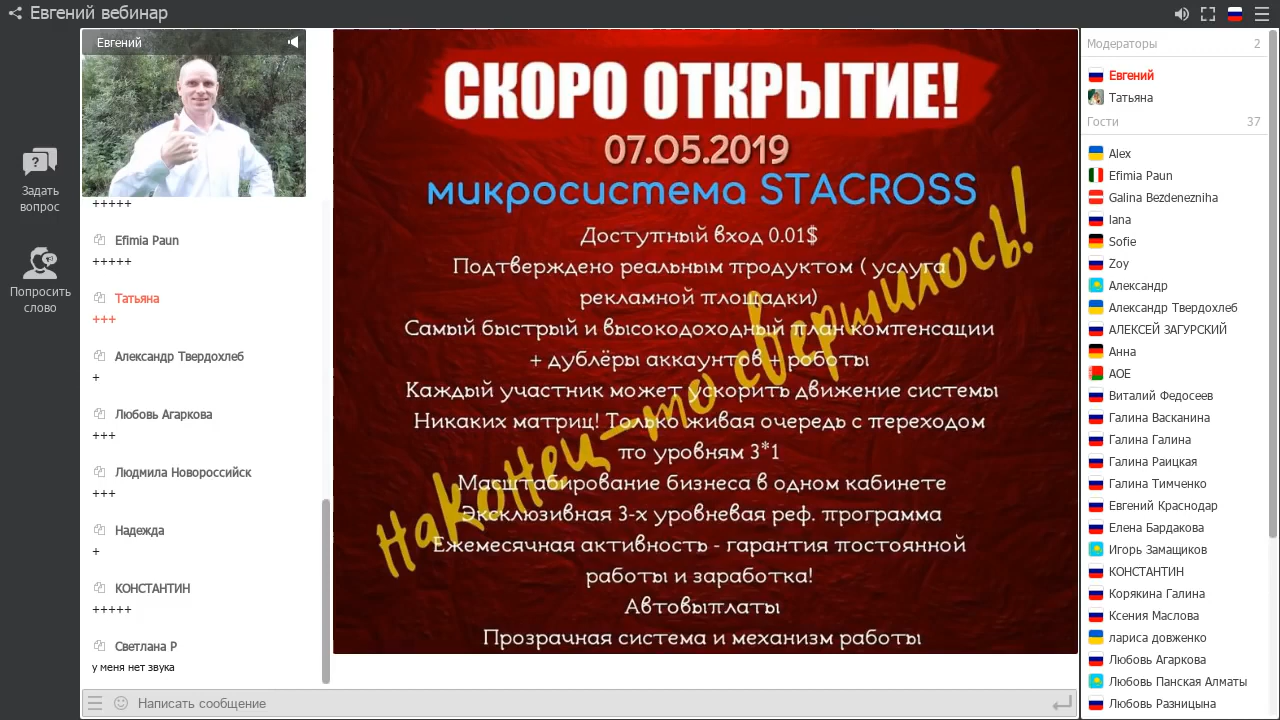 Евгений вебинар
Задать
вопрос
Попросить
слово
Евгений
+++++
Efimia Paun
+++++
Татьяна
+++
Александр Твердохлеб
+
Любовь Агаркова
+++
Людмила Новороссийск
+++
Надежда
+
КОНСТАНТИН
+++++
Светлана Р
у меня нет звука
Написать сообщение
СКОРО ОТКРЫТИЕ!
07.05.2019
микросистема STACROSS
Доступный вход 0.01$
Подтверждено реальным продуктом ( услуга
рекламной площадки)
Самый быстрый и высокодоходный план компенсации
+ дублёры аккаунтов + роботы
Каждый участник может ускорить движение системы
Никаких матриц! Только живая очередь с переходом
по уровням 3*1
Масштабирование бизнеса в одном кабинете
Эксклюзивная 3-х уровневая реф. программа
Ежемесячная активность - гарантия постоянной
работы и заработка!
Автовыплаты
Прозрачная система и механизм работы
наконец-то свершилось!
Модераторы 2
Евгений
Татьяна
Гости 37
Alex
Efimia Paun
Galina Bezdenezniha
Iana
Sofie
Zoy
Александр
Александр Твердохлеб
АЛЕКСЕЙ ЗАГУРСКИЙ
Анна
АОЕ
Виталий Федосеев
Галина Васканина
Галина Галина
Галина Раицкая
Галина Тимченко
Евгений Краснодар
Елена Бардакова
Игорь Замащиков
КОНСТАНТИН
Корякина Галина
Ксения Маслова
лариса довженко
Любовь Агаркова
Любовь Панская Алматы
Любовь Разницына